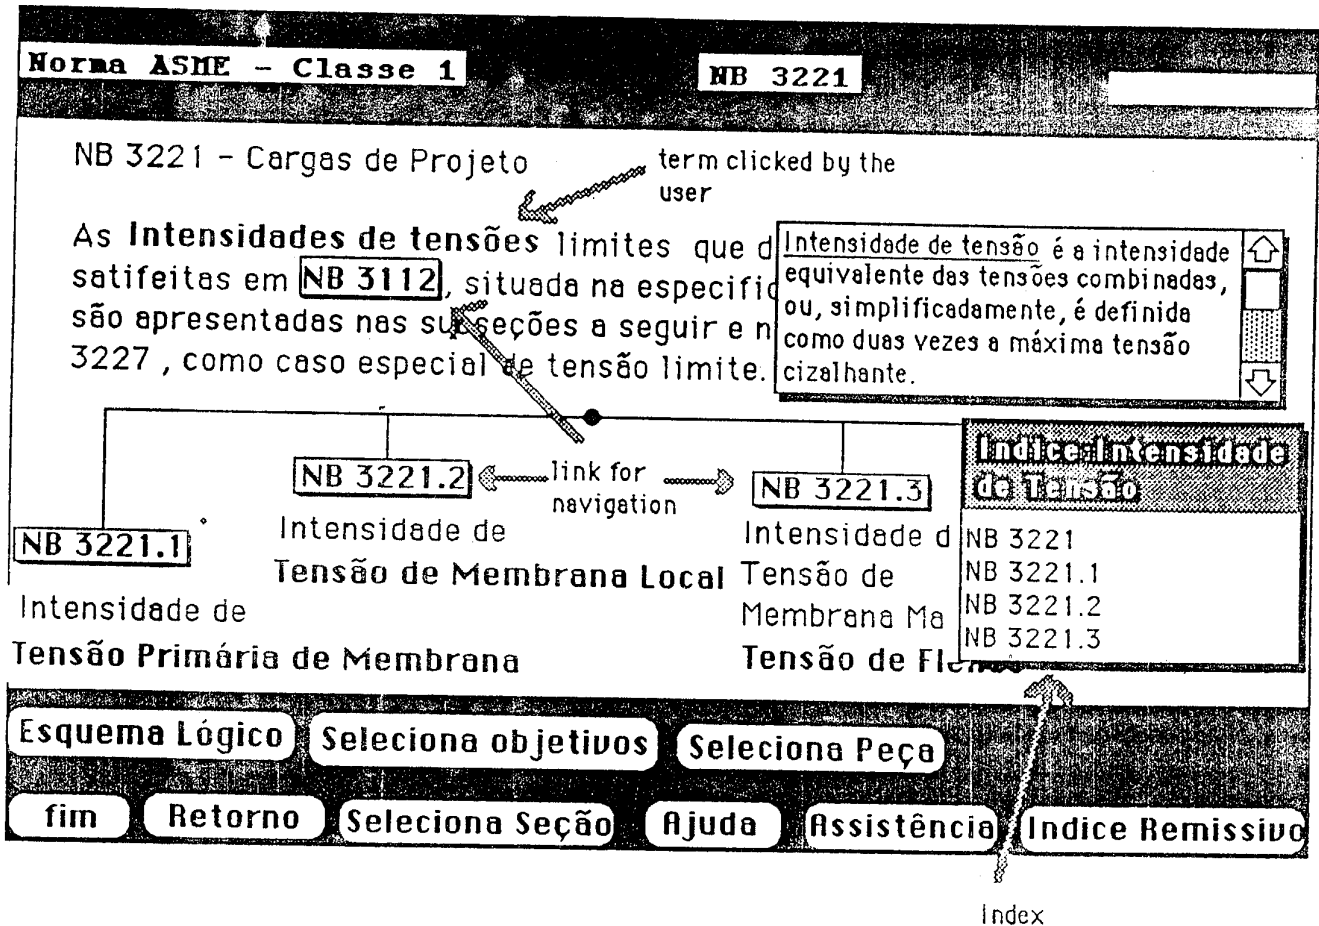 Norma ASME - Classe 1
NB 3221
NB 3221 - Cargas de Projeto
term clicked by the
user
As Intensidades de tensões limites que d
satifeitas em NB 3112, situada na especific
são apresentadas nas subseções a seguir e n
3227 , como caso especial de tensão limite.
Intensidade de tensão é a intensidade
equivalente das tensões combinadas,
ou, simplificadamente, é definida
como duas vezes a máxima tensão
cizalhante.
NB 3221.2
link for
navigation
NB 3221.3
Indice:Intensidade
de Tensão
NB 3221
NB 3221.1
NB 3221.2
NB 3221.3
NB 3221.1
Intensidade de
Tensão Primária de Membrana
Intensidade de
Tensão de Membrana Local
Intensidade d
Tensão de
Membrana Ma
Tensão de
Esquema Lógico
Seleciona objetivos
Seleciona Peça
fim
Retorno
Seleciona Seção
Ajuda
Assistência
Indice Remissivo
Index